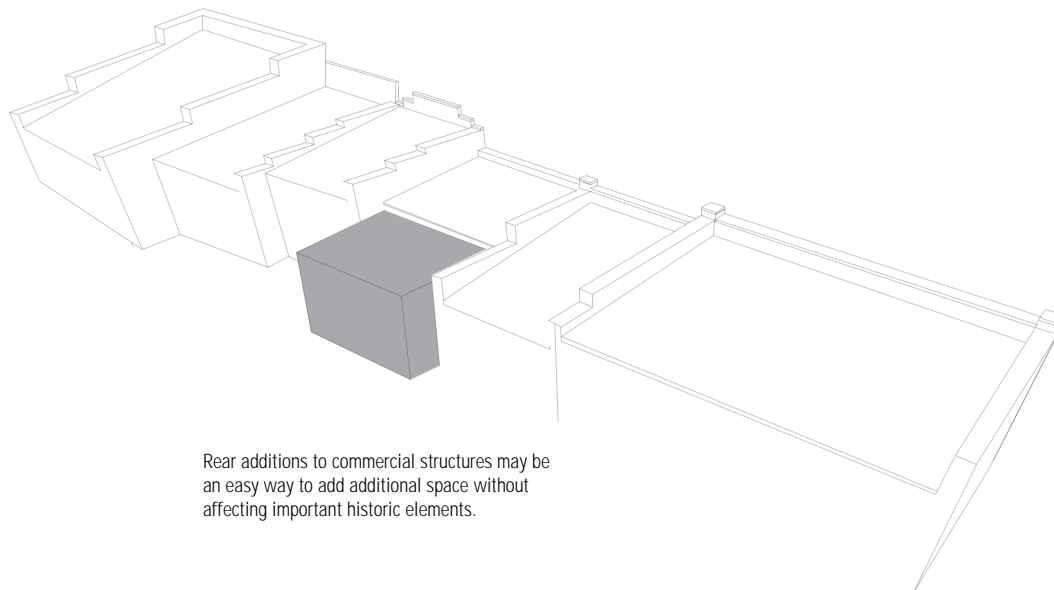 Rear additions to commercial structures may be
an easy way to add additional space without
affecting important historic elements.